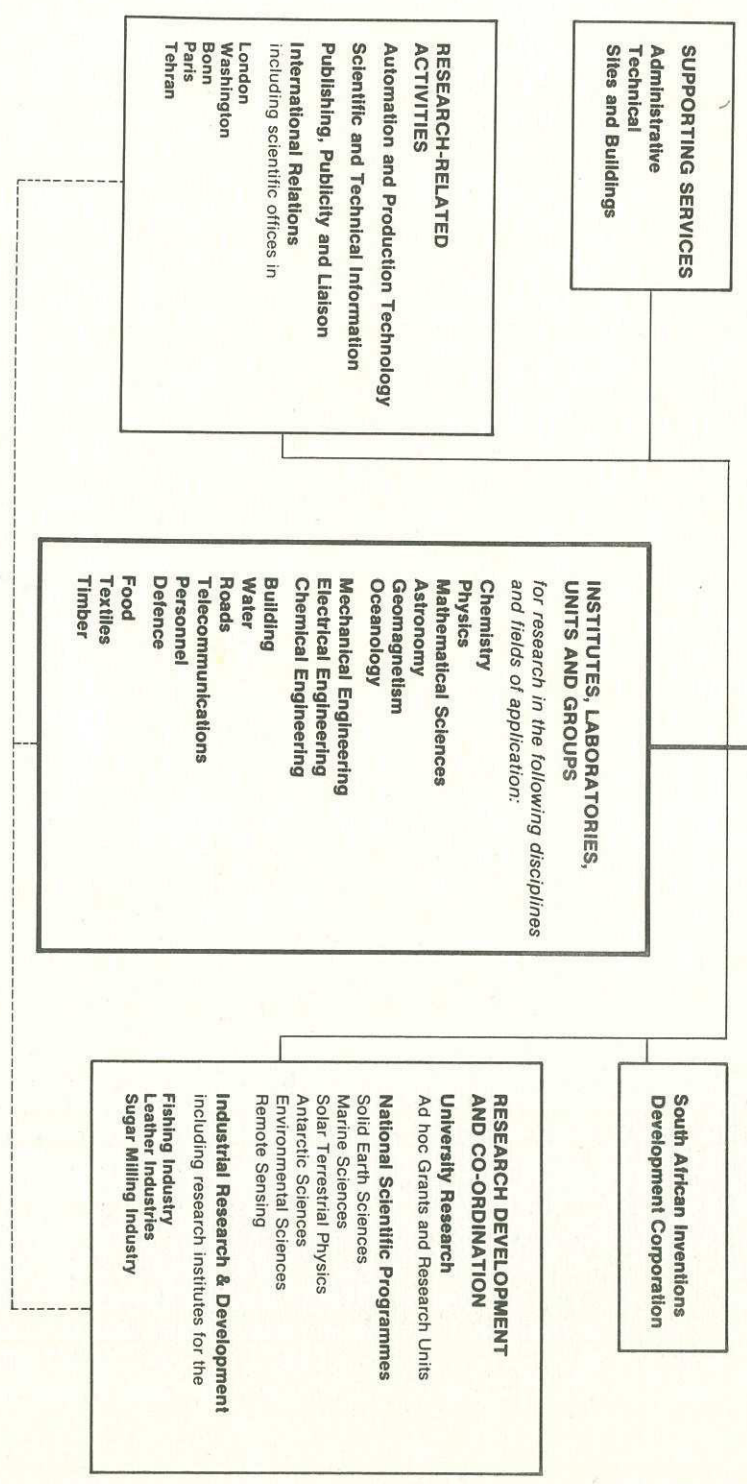 SUPPORTING SERVICES
Administrative
Technical
Sites and Buildings
RESEARCH-RELATED
ACTIVITIES
Automation and Production Technology
Scientific and Technical Information
Publishing, Publicity and Liaison
International Relations
including scientific offices in
London
Washington
Bonn
Paris
Tehran
INSTITUTES, LABORATORIES,
UNITS AND GROUPS
for research in the following disciplines
and fields of application:
Chemistry
Physics
Mathematical Sciences
Astronomy
Geomagnetism
Oceanology
Mechanical Engineering
Electrical Engineering
Chemical Engineering
Building
Water
Roads
Telecommunications
Personnel
Defence
Food
Textiles
Timber
South African Inventions
Development Corporation
RESEARCH DEVELOPMENT
AND CO-ORDINATION
University Research
Ad hoc Grants and Research Units
National Scientific Programmes
Solid Earth Sciences
Marine Sciences
Solar Terrestrial Physics
Antarctic Sciences
Environmental Sciences
Remote Sensing
Industrial Research & Development
including research institutes for the
Fishing Industry
Leather Industries
Sugar Milling Industry